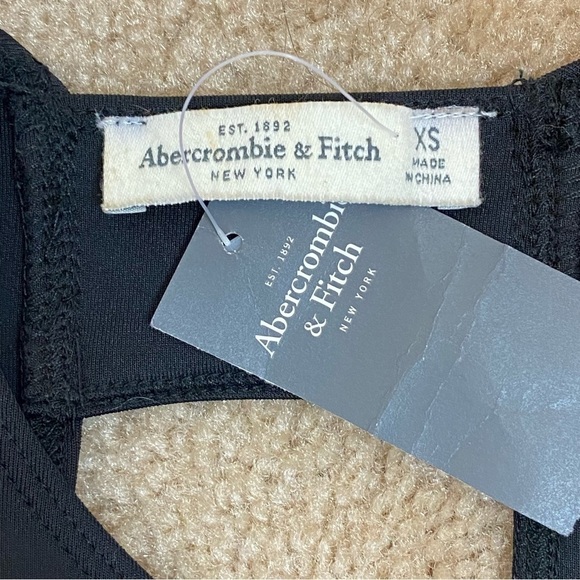 EST. 1892
Abercrombie & Fitch
NEW YORK
XS
MADE
IN CHINA
EST. 1892
Abercrombie
& Fitch
NEW YORK